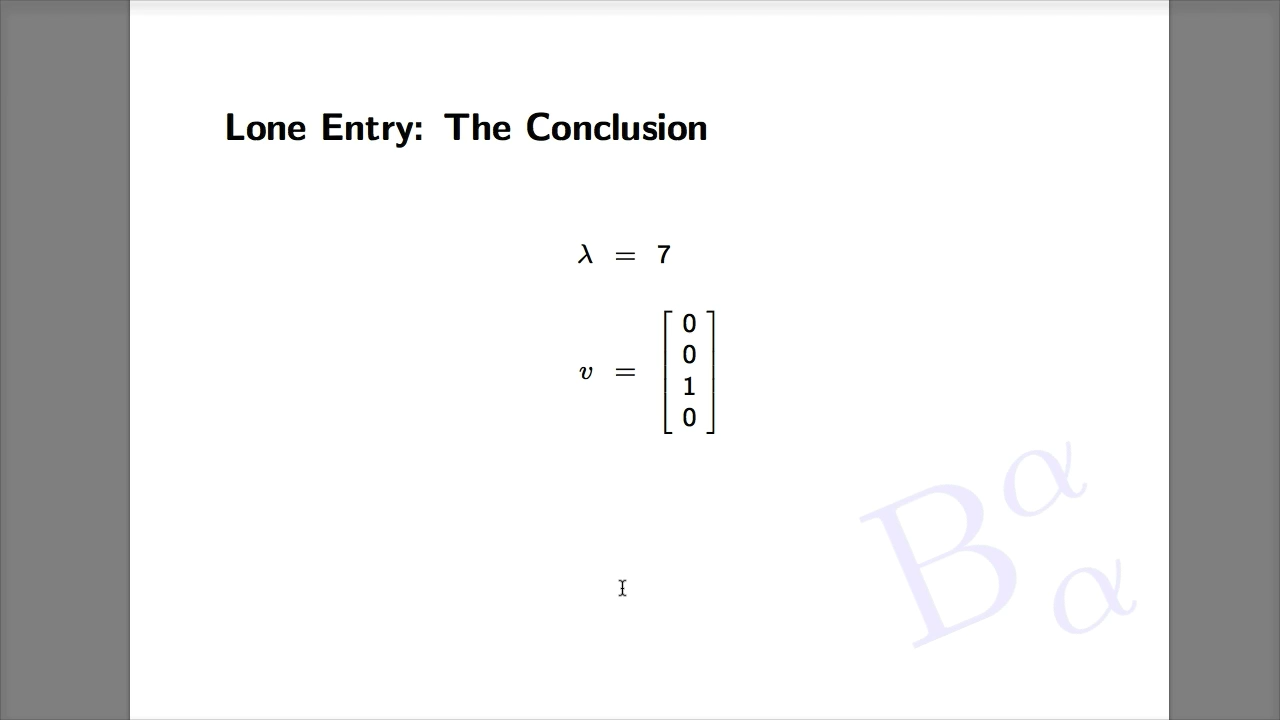 Lone Entry: The Conclusion
λ = 7
v = [ 0
0
1
0 ]
B α α